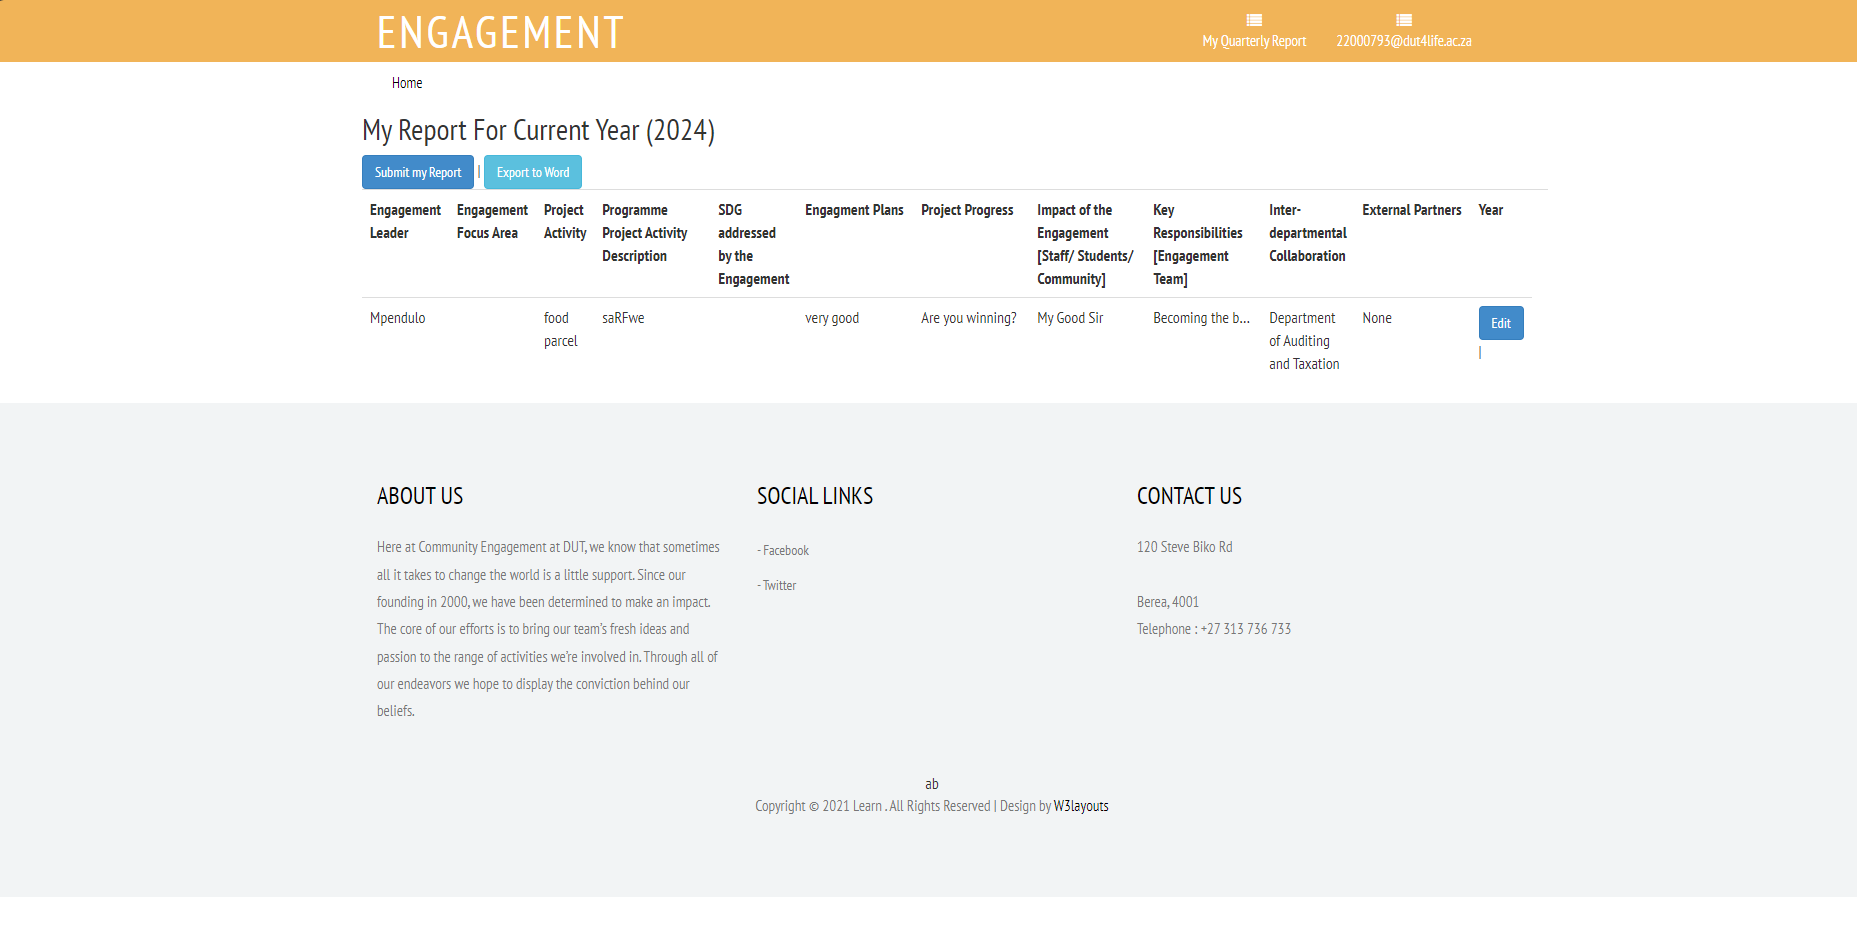 ENGAGEMENT
My Quarterly Report
22000793@dut4life.ac.za
Home
My Report For Current Year (2024)
Submit my Report | Export to Word
Engagement Leader
Engagement Focus Area
Project Activity
Programme Project Activity Description
SDG addressed by the Engagement
Engagment Plans
Project Progress
Impact of the Engagement [Staff/ Students/ Community]
Key Responsibilities [Engagement Team]
Inter-departmental Collaboration
External Partners
Year
Mpendulo
food parcel
saRFwe
very good
Are you winning?
My Good Sir
Becoming the b...
Department of Auditing and Taxation
None
Edit
|
ABOUT US
Here at Community Engagement at DUT, we know that sometimes
all it takes to change the world is a little support. Since our
founding in 2000, we have been determined to make an impact.
The core of our efforts is to bring our team's fresh ideas and
passion to the range of activities we're involved in. Through all of
our endeavors we hope to display the conviction behind our
beliefs.
SOCIAL LINKS
- Facebook
- Twitter
CONTACT US
120 Steve Biko Rd
Berea, 4001
Telephone : +27 313 736 733
ab
Copyright © 2021 Learn . All Rights Reserved | Design by W3layouts